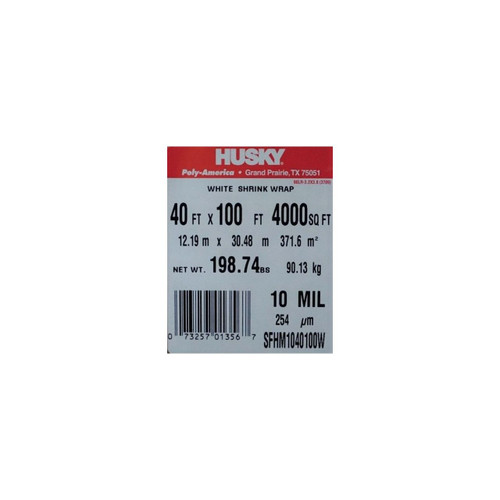 HUSKY
Poly-America • Grand Prairie, TX 75051
WHITE SHRINK WRAP
40 FT X 100 FT 4000 SQ FT
12.19 m x 30.48 m 371.6 m²
NET WT. 198.74LBS 90.13 kg
10 MIL
254 µm
0 73257 01356 7
SFHM1040100W